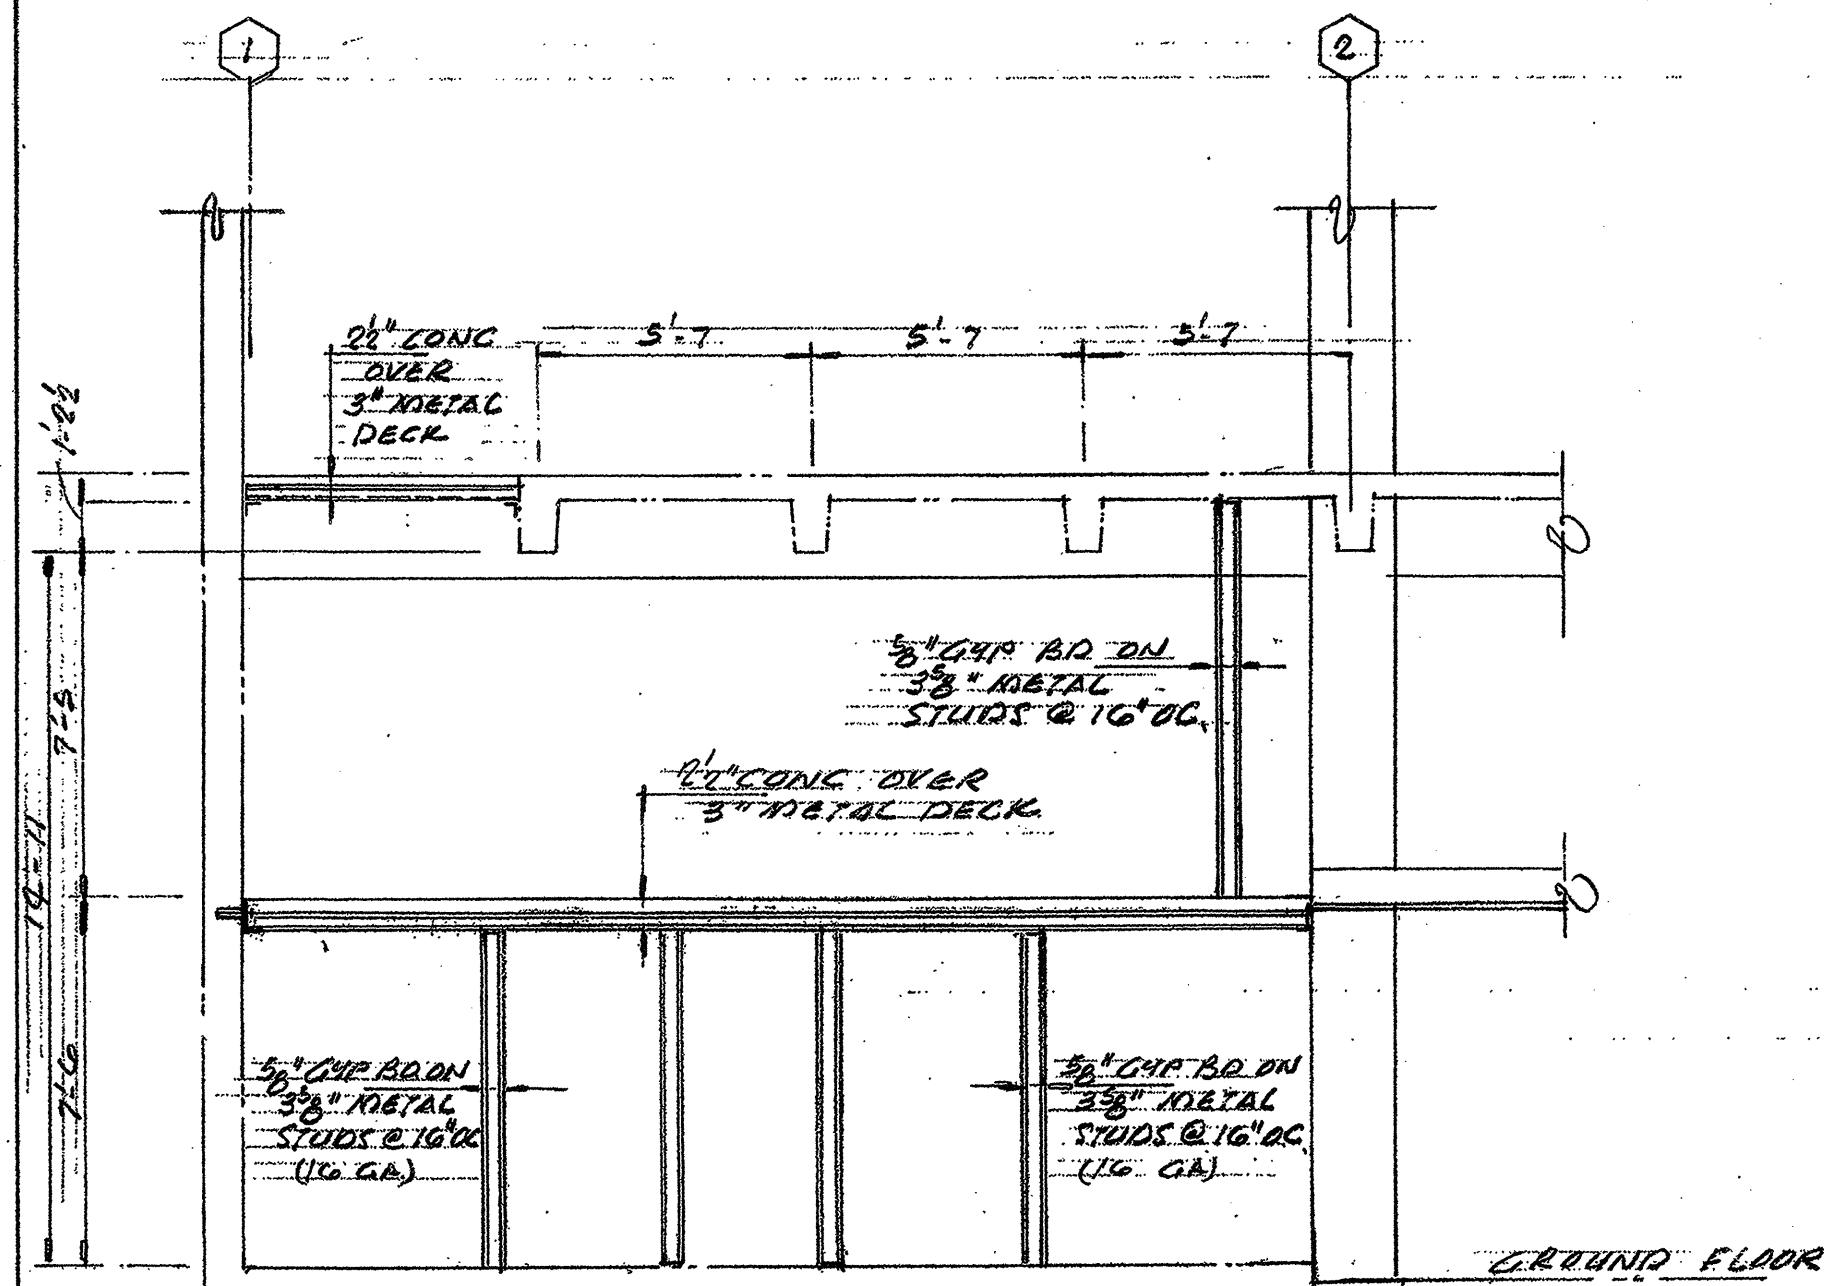 1
2
2½" CONC
OVER
3" METAL
DECK
5'-7
5'-7
5'-7
1'-2½
5/8" GYP BD ON
3 5/8" METAL
STUDS @ 16" OC
2½" CONC OVER
3" METAL DECK
7'-5
14'-11
7'-6
5/8" GYP BD ON
3 5/8" METAL
STUDS @ 16" OC
(16 GA)
5/8" GYP BD ON
3 5/8" METAL
STUDS @ 16" OC
(16 GA)
GROUND FLOOR